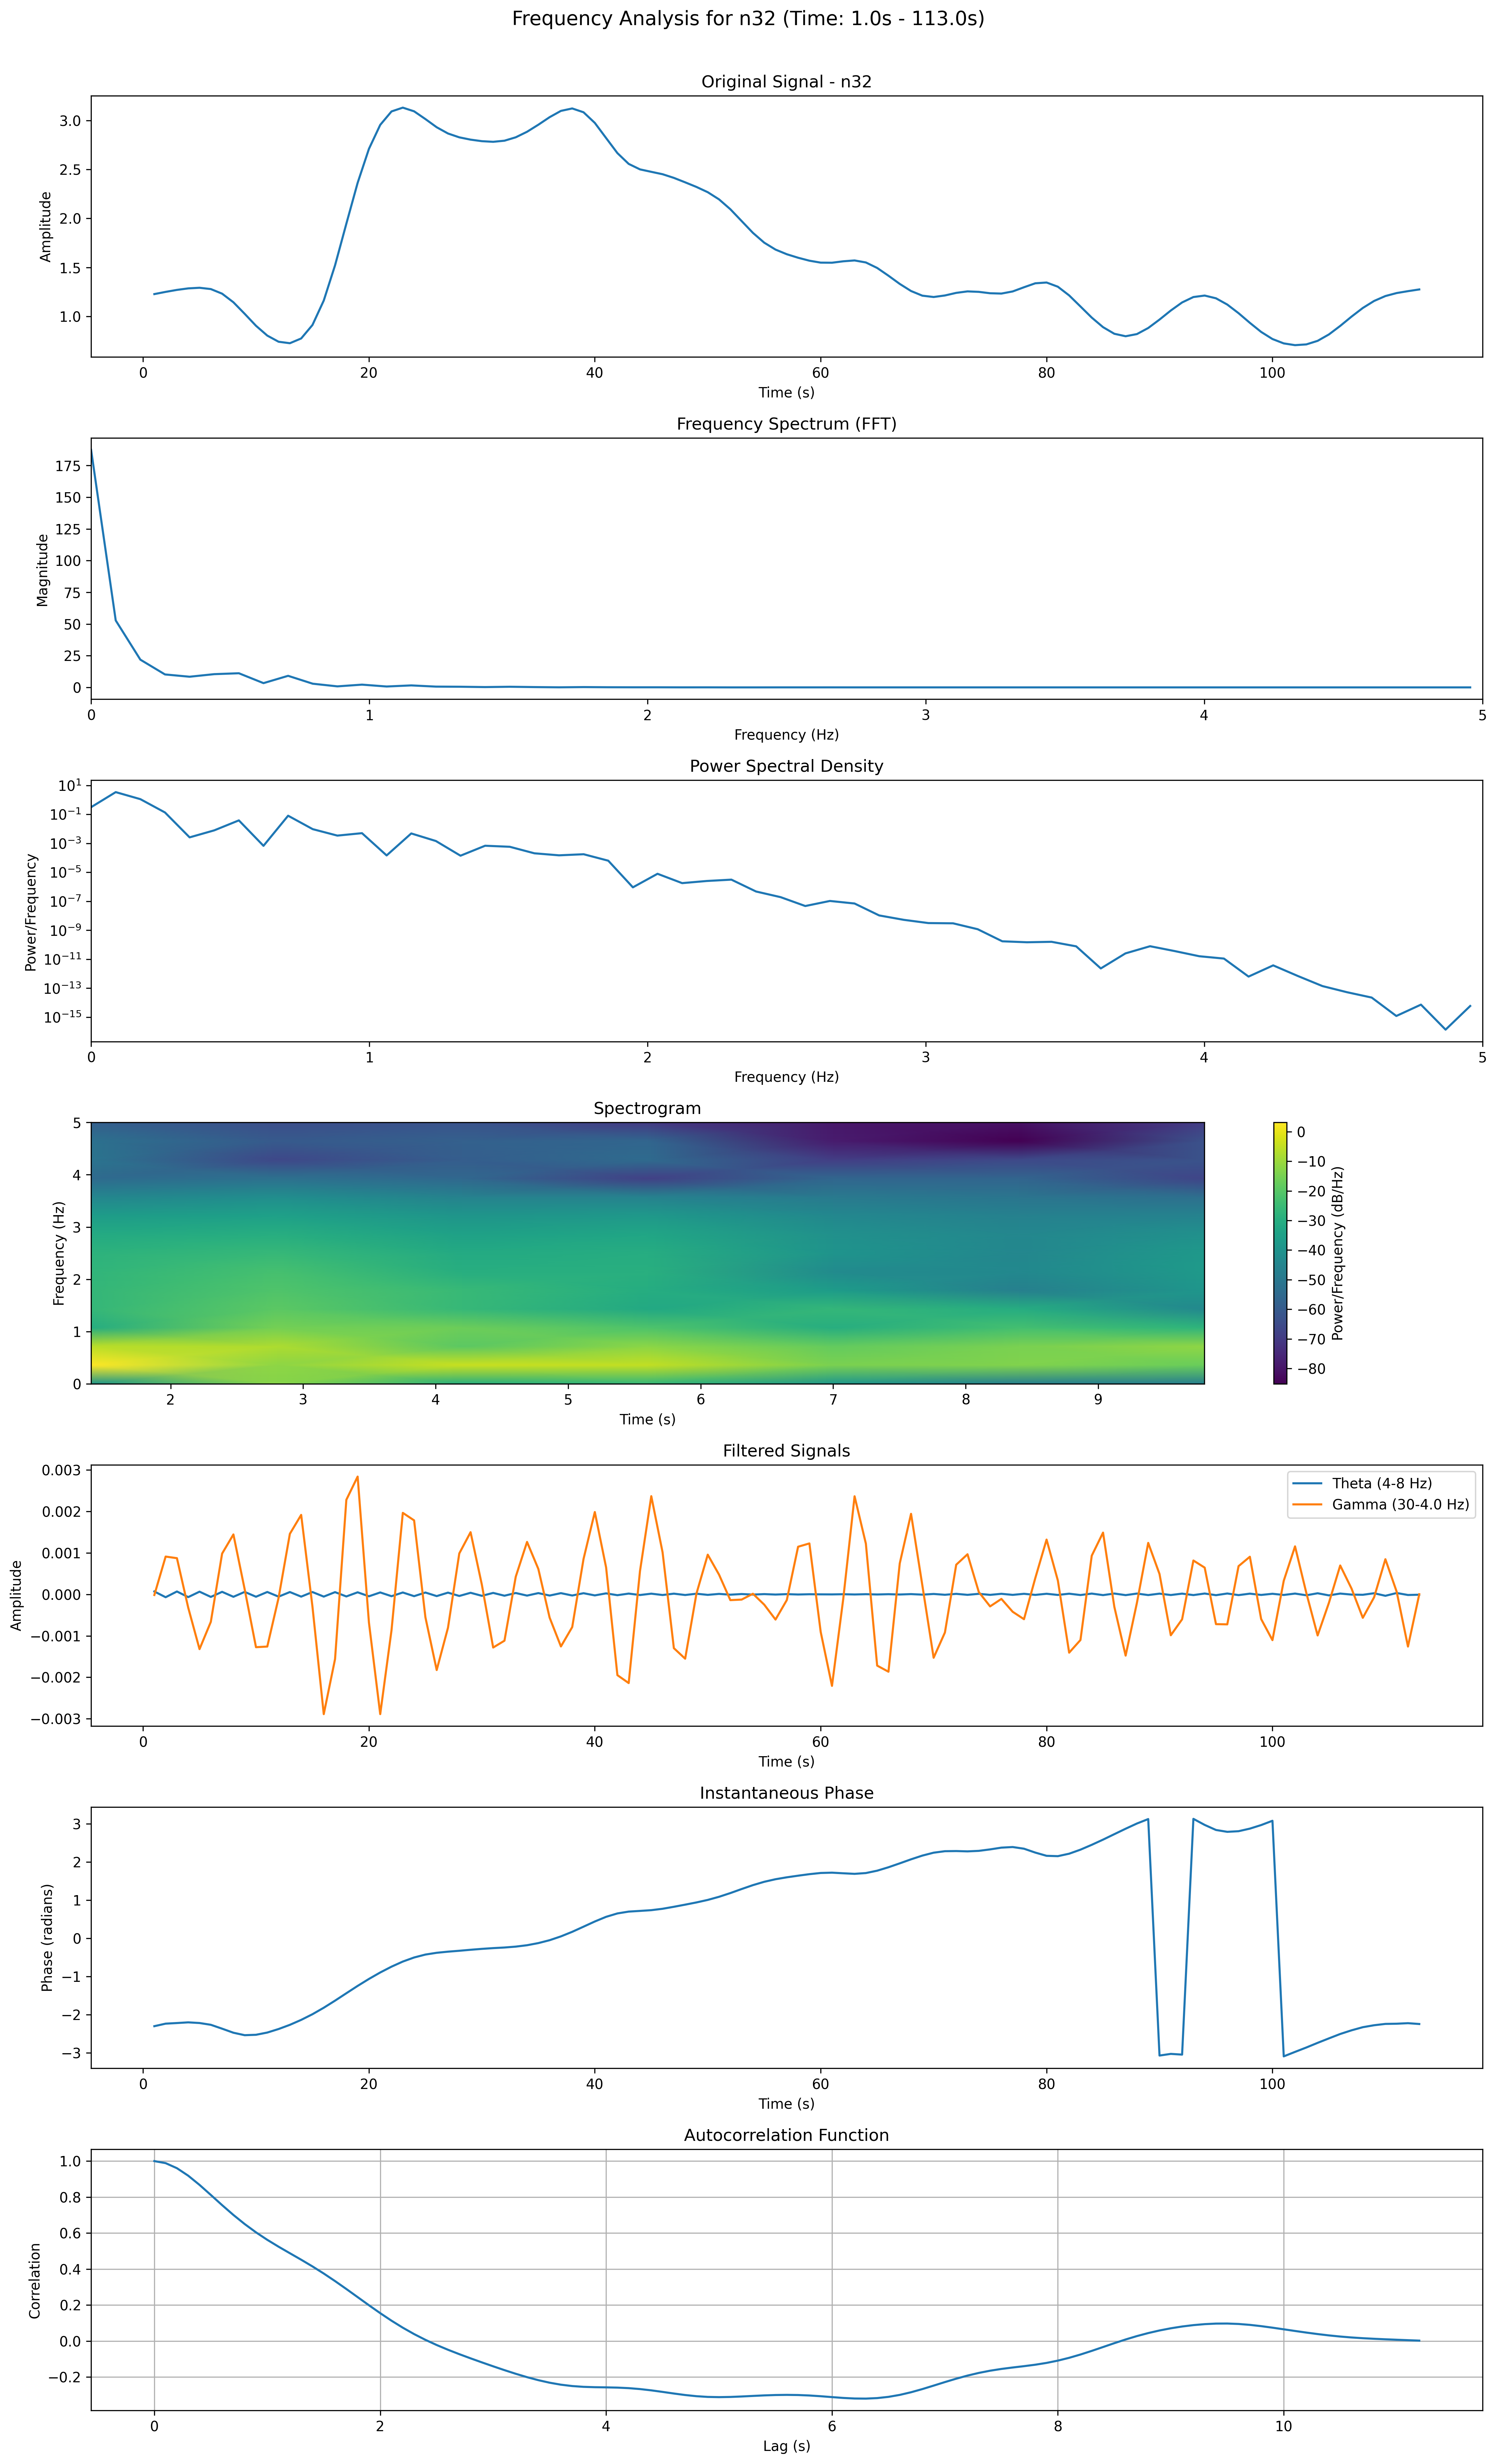 Frequency Analysis for n32 (Time: 1.0s - 113.0s)
Original Signal - n32
Amplitude
3.0
2.5
2.0
1.5
1.0
0 20 40 60 80 100
Time (s)
Frequency Spectrum (FFT)
Magnitude
175
150
125
100
75
50
25
0
0 1 2 3 4 5
Frequency (Hz)
Power Spectral Density
Power/Frequency
10¹
10⁻¹
10⁻³
10⁻⁵
10⁻⁷
10⁻⁹
10⁻¹¹
10⁻¹³
10⁻¹⁵
0 1 2 3 4 5
Frequency (Hz)
Spectrogram
Frequency (Hz)
5
4
3
2
1
0
2 3 4 5 6 7 8 9
Time (s)
0
−10
−20
−30
−40
−50
−60
−70
−80
Power/Frequency (dB/Hz)
Filtered Signals
Amplitude
0.003
0.002
0.001
0.000
−0.001
−0.002
−0.003
Theta (4-8 Hz)
Gamma (30-4.0 Hz)
0 20 40 60 80 100
Time (s)
Instantaneous Phase
Phase (radians)
3
2
1
0
−1
−2
−3
0 20 40 60 80 100
Time (s)
Autocorrelation Function
Correlation
1.0
0.8
0.6
0.4
0.2
0.0
−0.2
0 2 4 6 8 10
Lag (s)